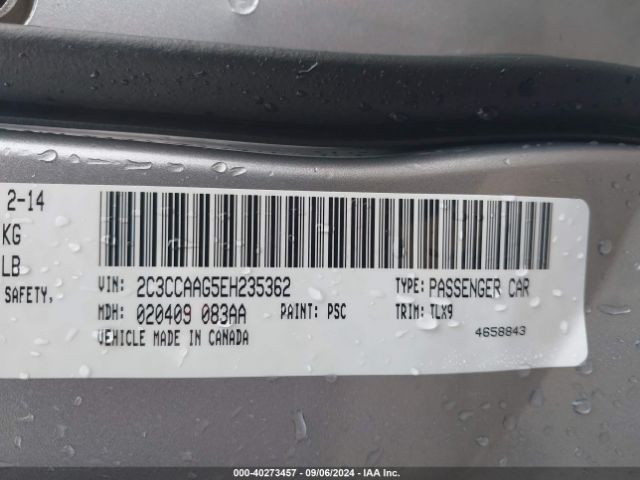 2-14
KG
LB
SAFETY,
VIN: 2C3CCAAG5EH235362 TYPE: PASSENGER CAR
MDH: 020409 083AA PAINT: PSC TRIM: TLX9
VEHICLE MADE IN CANADA 4658843
000-40273457 - 09/06/2024 - IAA Inc.